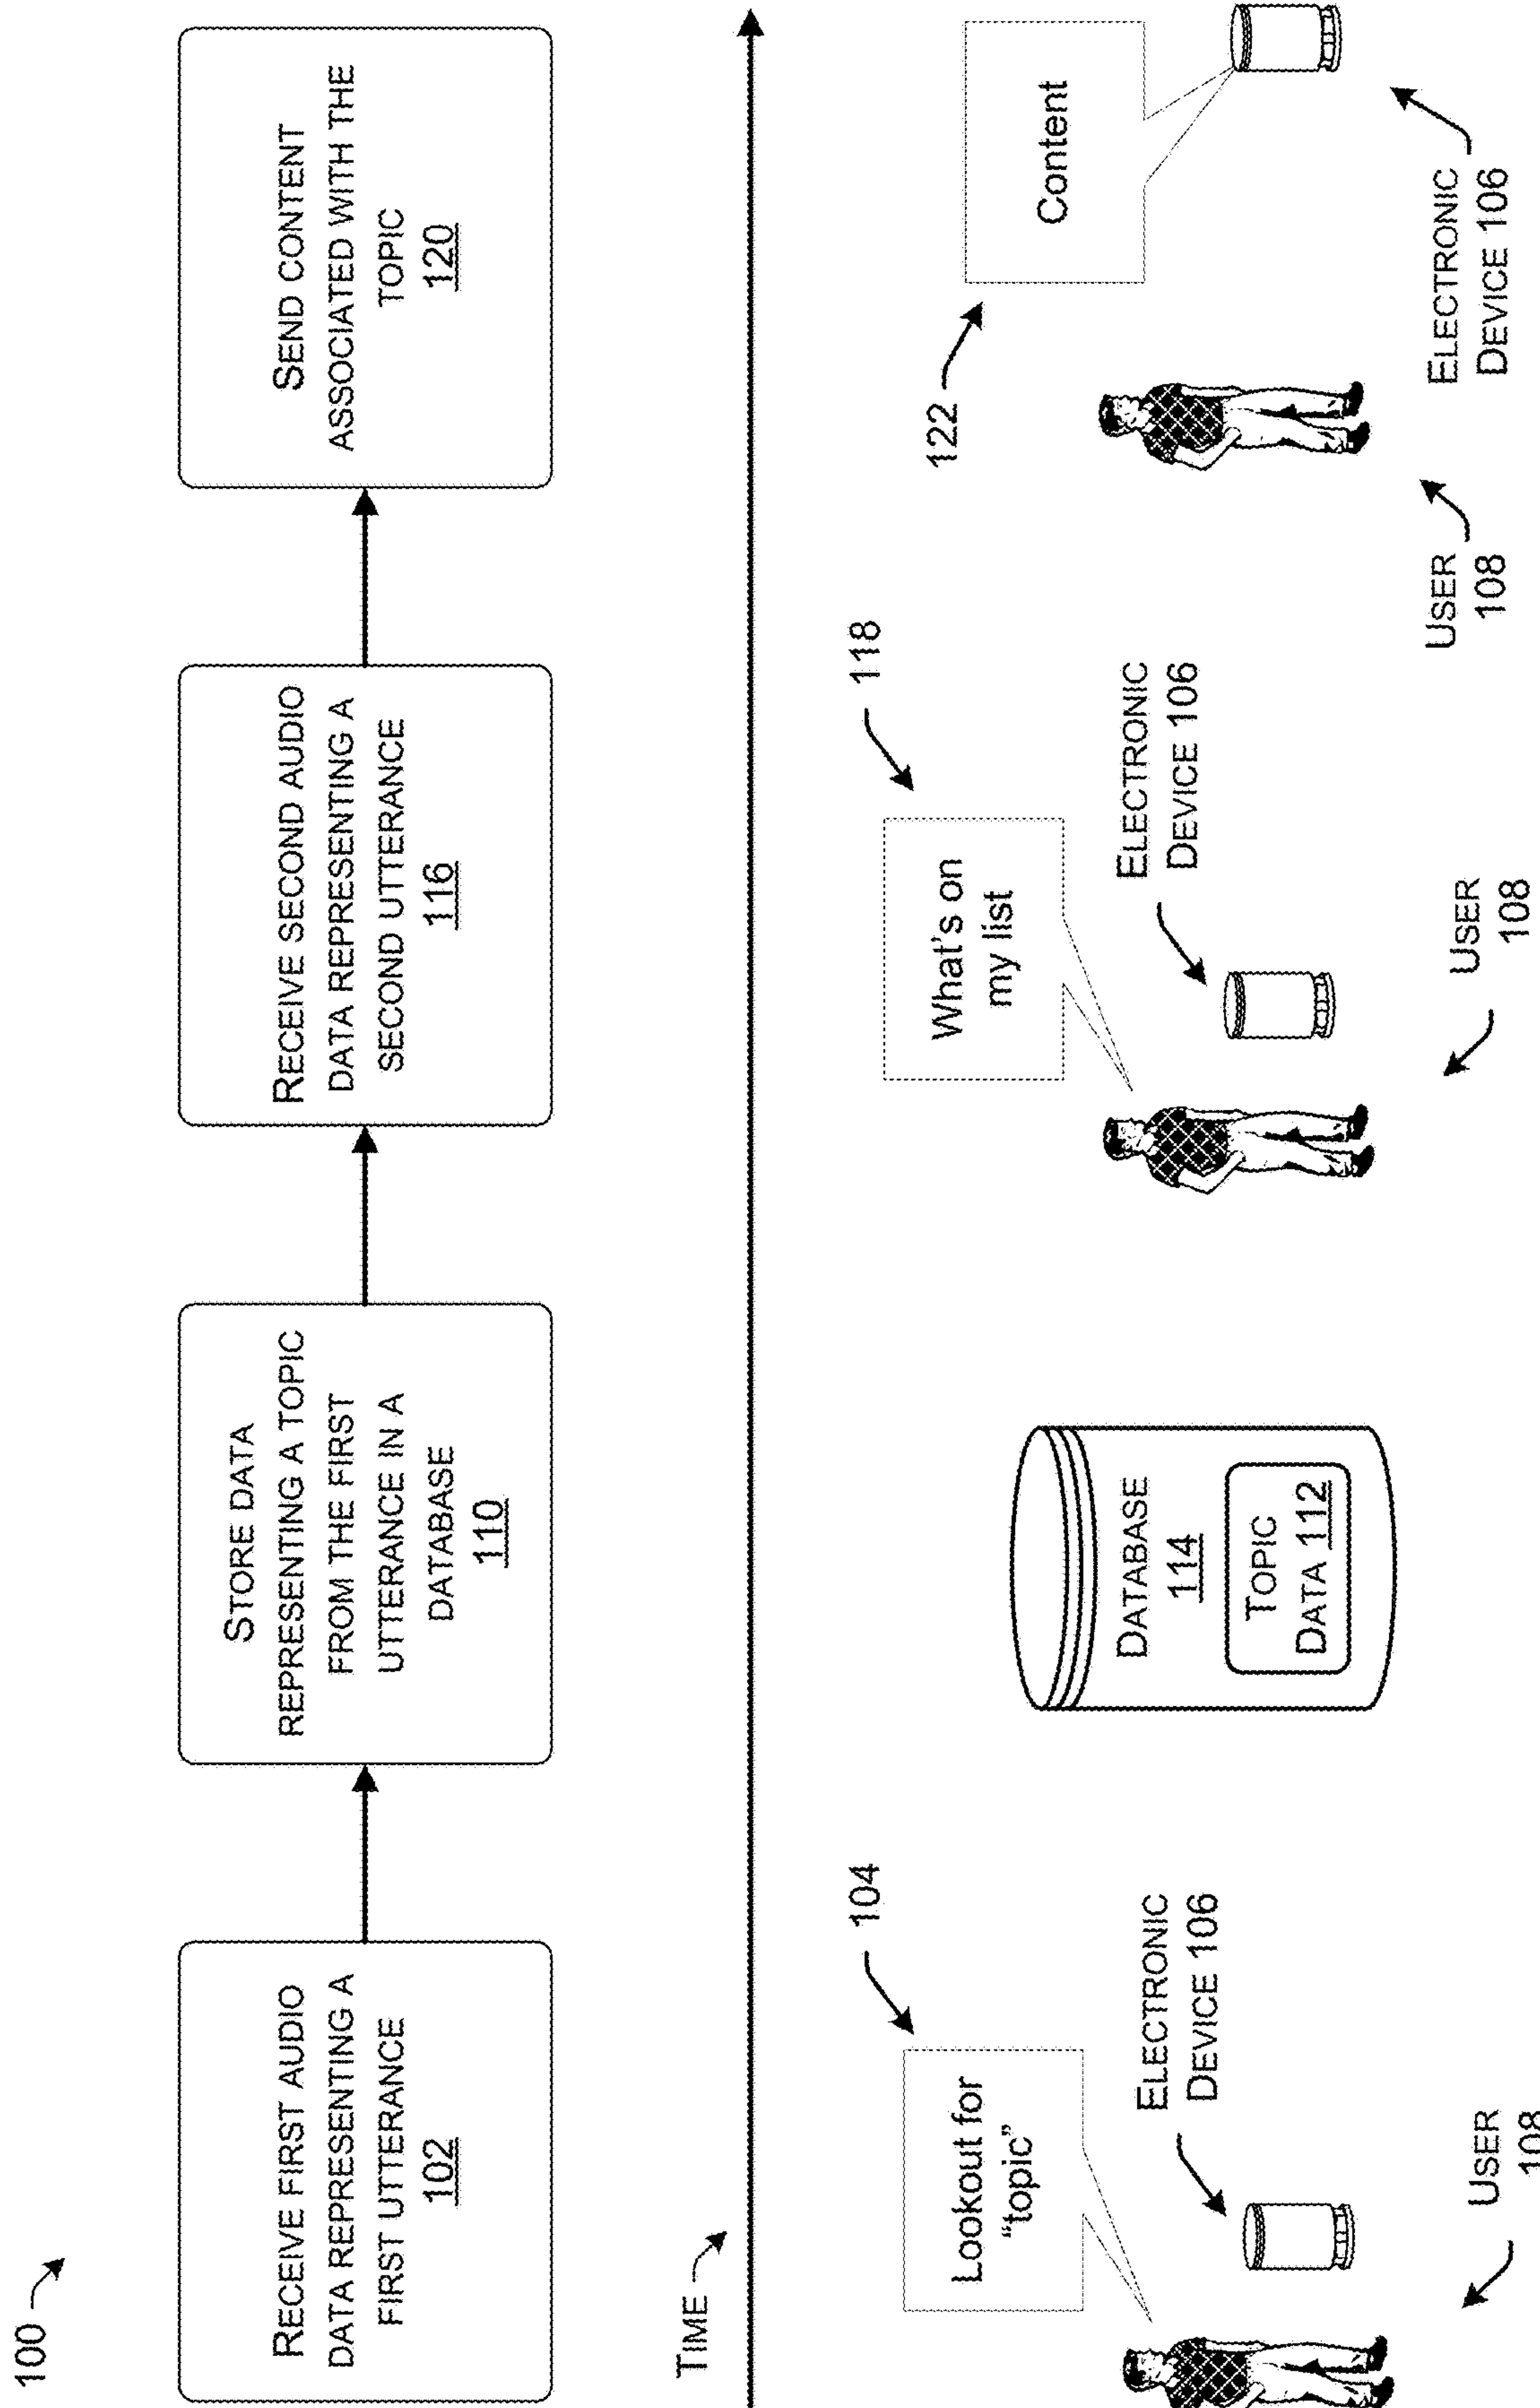 100
RECEIVE FIRST AUDIO
DATA REPRESENTING A
FIRST UTTERANCE
102
STORE DATA
REPRESENTING A TOPIC
FROM THE FIRST
UTTERANCE IN A
DATABASE
110
RECEIVE SECOND AUDIO
DATA REPRESENTING A
SECOND UTTERANCE
116
SEND CONTENT
ASSOCIATED WITH THE
TOPIC
120
TIME
104
Lookout for
“topic”
ELECTRONIC
DEVICE 106
USER
108
DATABASE
114
TOPIC
DATA 112
118
What's on
my list
ELECTRONIC
DEVICE 106
USER
108
122
Content
USER
108
ELECTRONIC
DEVICE 106